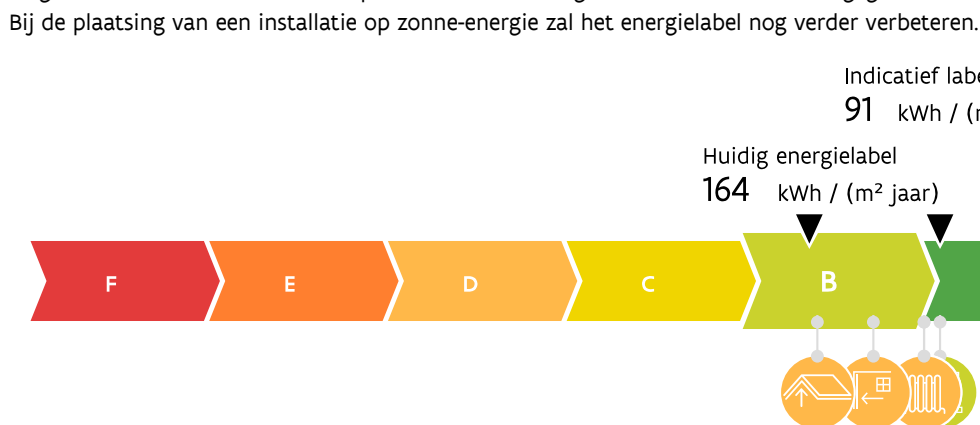 Bij de plaatsing van een installatie op zonne-energie zal het energielabel nog verder verbeteren.
Indicatief
91 kWh /
Huidig energielabel
164 kWh / (m² jaar)
F E D C B